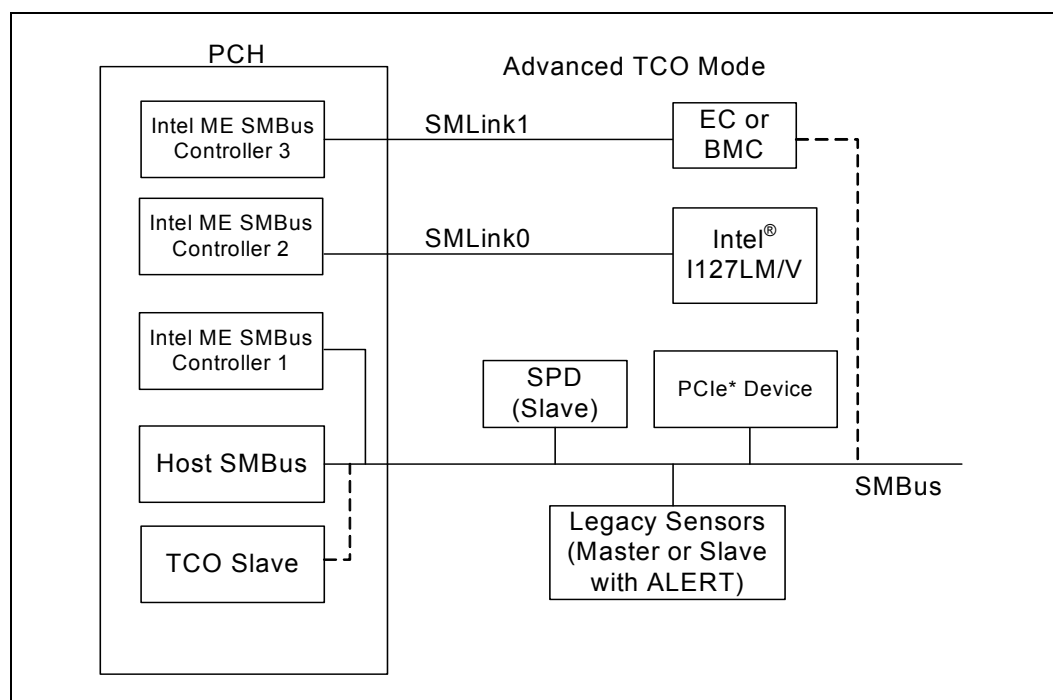 PCH
Advanced TCO Mode
Intel ME SMBus
Controller 3
SMLink1
EC or
BMC
Intel ME SMBus
Controller 2
SMLink0
Intel®
I127LM/V
Intel ME SMBus
Controller 1
SPD
(Slave)
PCIe* Device
Host SMBus
SMBus
Legacy Sensors
(Master or Slave
with ALERT)
TCO Slave